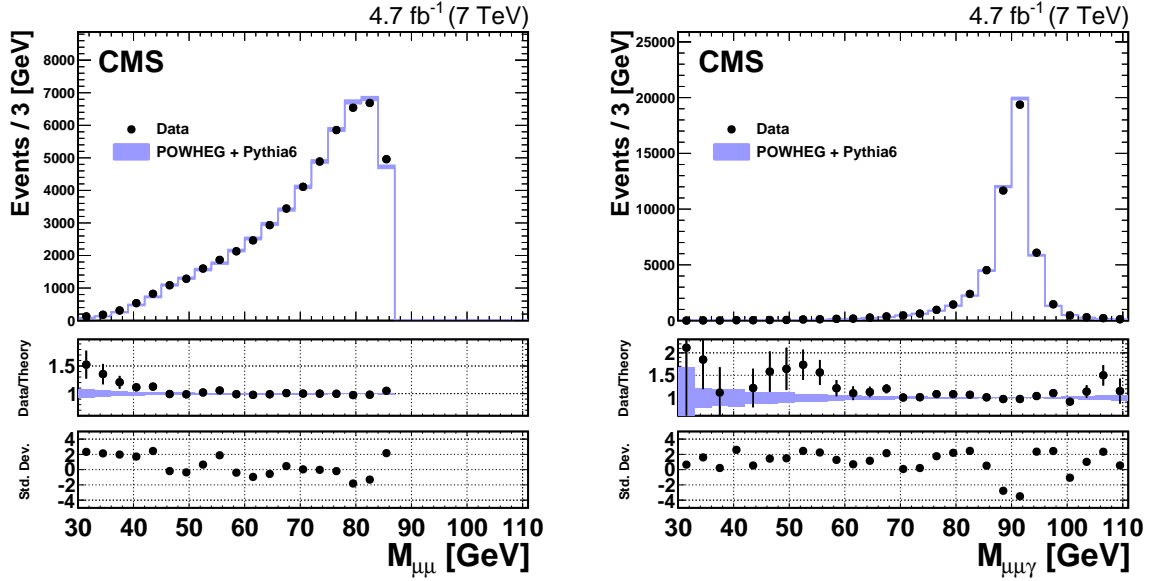 4.7 fb⁻¹ (7 TeV)
CMS
Events / 3 [GeV]
8000
7000
6000
5000
4000
3000
2000
1000
0
Data
POWHEG + Pythia6
Data/Theory
1.5
1
Std. Dev.
4
2
0
-2
-4
30 40 50 60 70 80 90 100 110
M_μμ [GeV]
4.7 fb⁻¹ (7 TeV)
CMS
Events / 3 [GeV]
25000
20000
15000
10000
5000
0
Data
POWHEG + Pythia6
Data/Theory
2
1.5
1
Std. Dev.
4
2
0
-2
-4
30 40 50 60 70 80 90 100 110
M_μμγ [GeV]